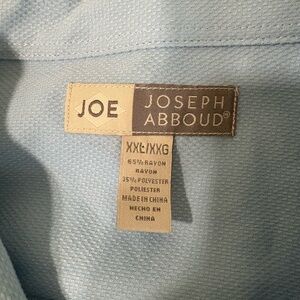 JOE
JOSEPH
ABBOUD®
XXL/XXG
65% RAYON
RAYON
35% POLYESTER
POLIESTER
MADE IN CHINA
HECHO EN
CHINA